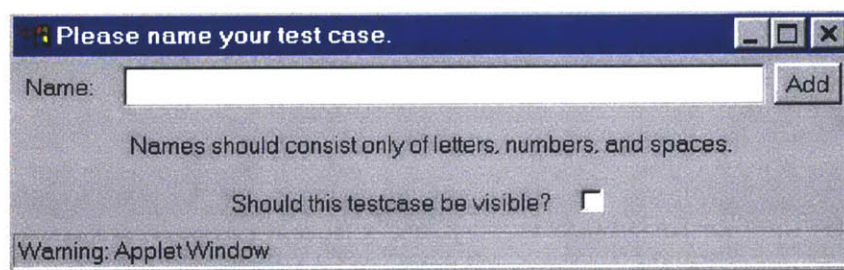 Please name your test case.
Name: Add
Names should consist only of letters, numbers, and spaces.
Should this testcase be visible?
Warning: Applet Window